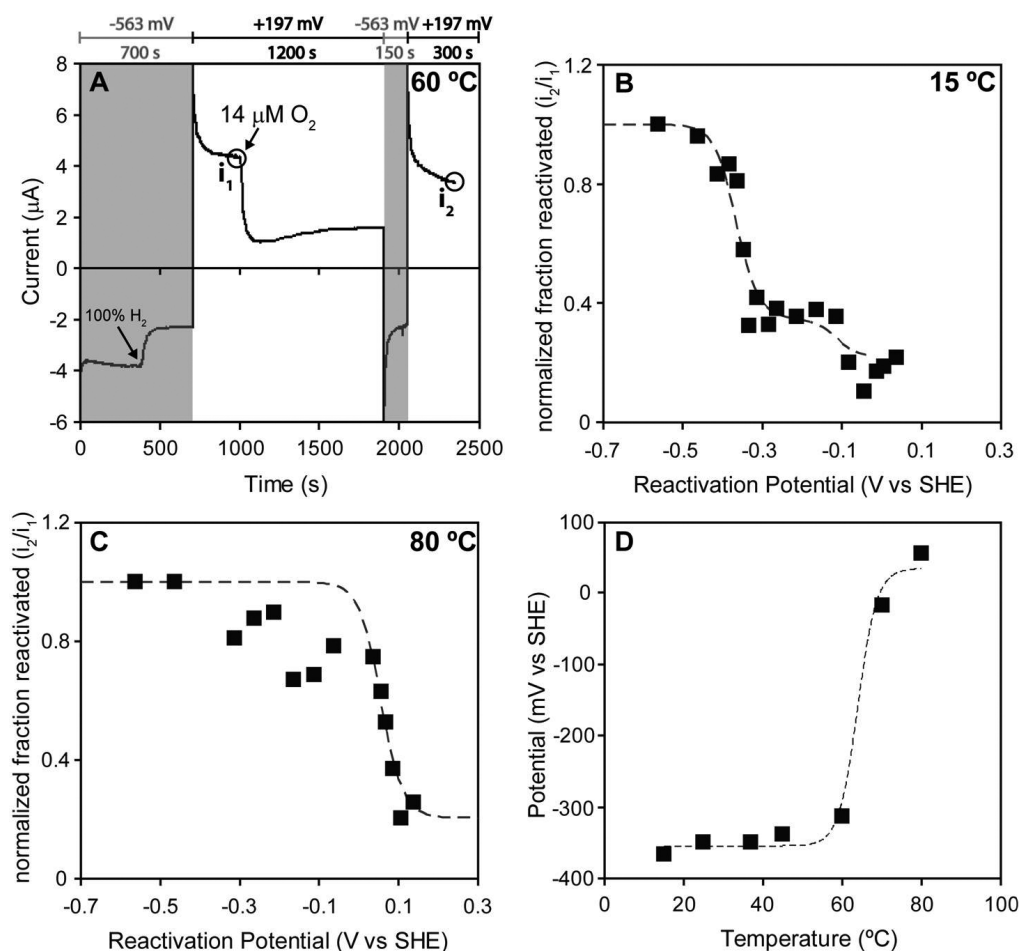 -563 mV +197 mV -563 mV +197 mV
700 s 1200 s 150 s 300 s
A 60 ºC
8
6
4
2
0
-2
-4
-6
14 μM O2
i1
i2
100% H2
Current (μA)
0 500 1000 1500 2000 2500
Time (s)
B 15 ºC
normalized fraction reactivated (i2/i1)
1.2
0.8
0.4
0
-0.7 -0.5 -0.3 -0.1 0.1 0.3
Reactivation Potential (V vs SHE)
C 80 ºC
normalized fraction reactivated (i2/i1)
1.2
0.8
0.4
0
-0.7 -0.5 -0.3 -0.1 0.1 0.3
Reactivation Potential (V vs SHE)
D
Potential (mV vs SHE)
100
0
-100
-200
-300
-400
0 20 40 60 80 100
Temperature (ºC)